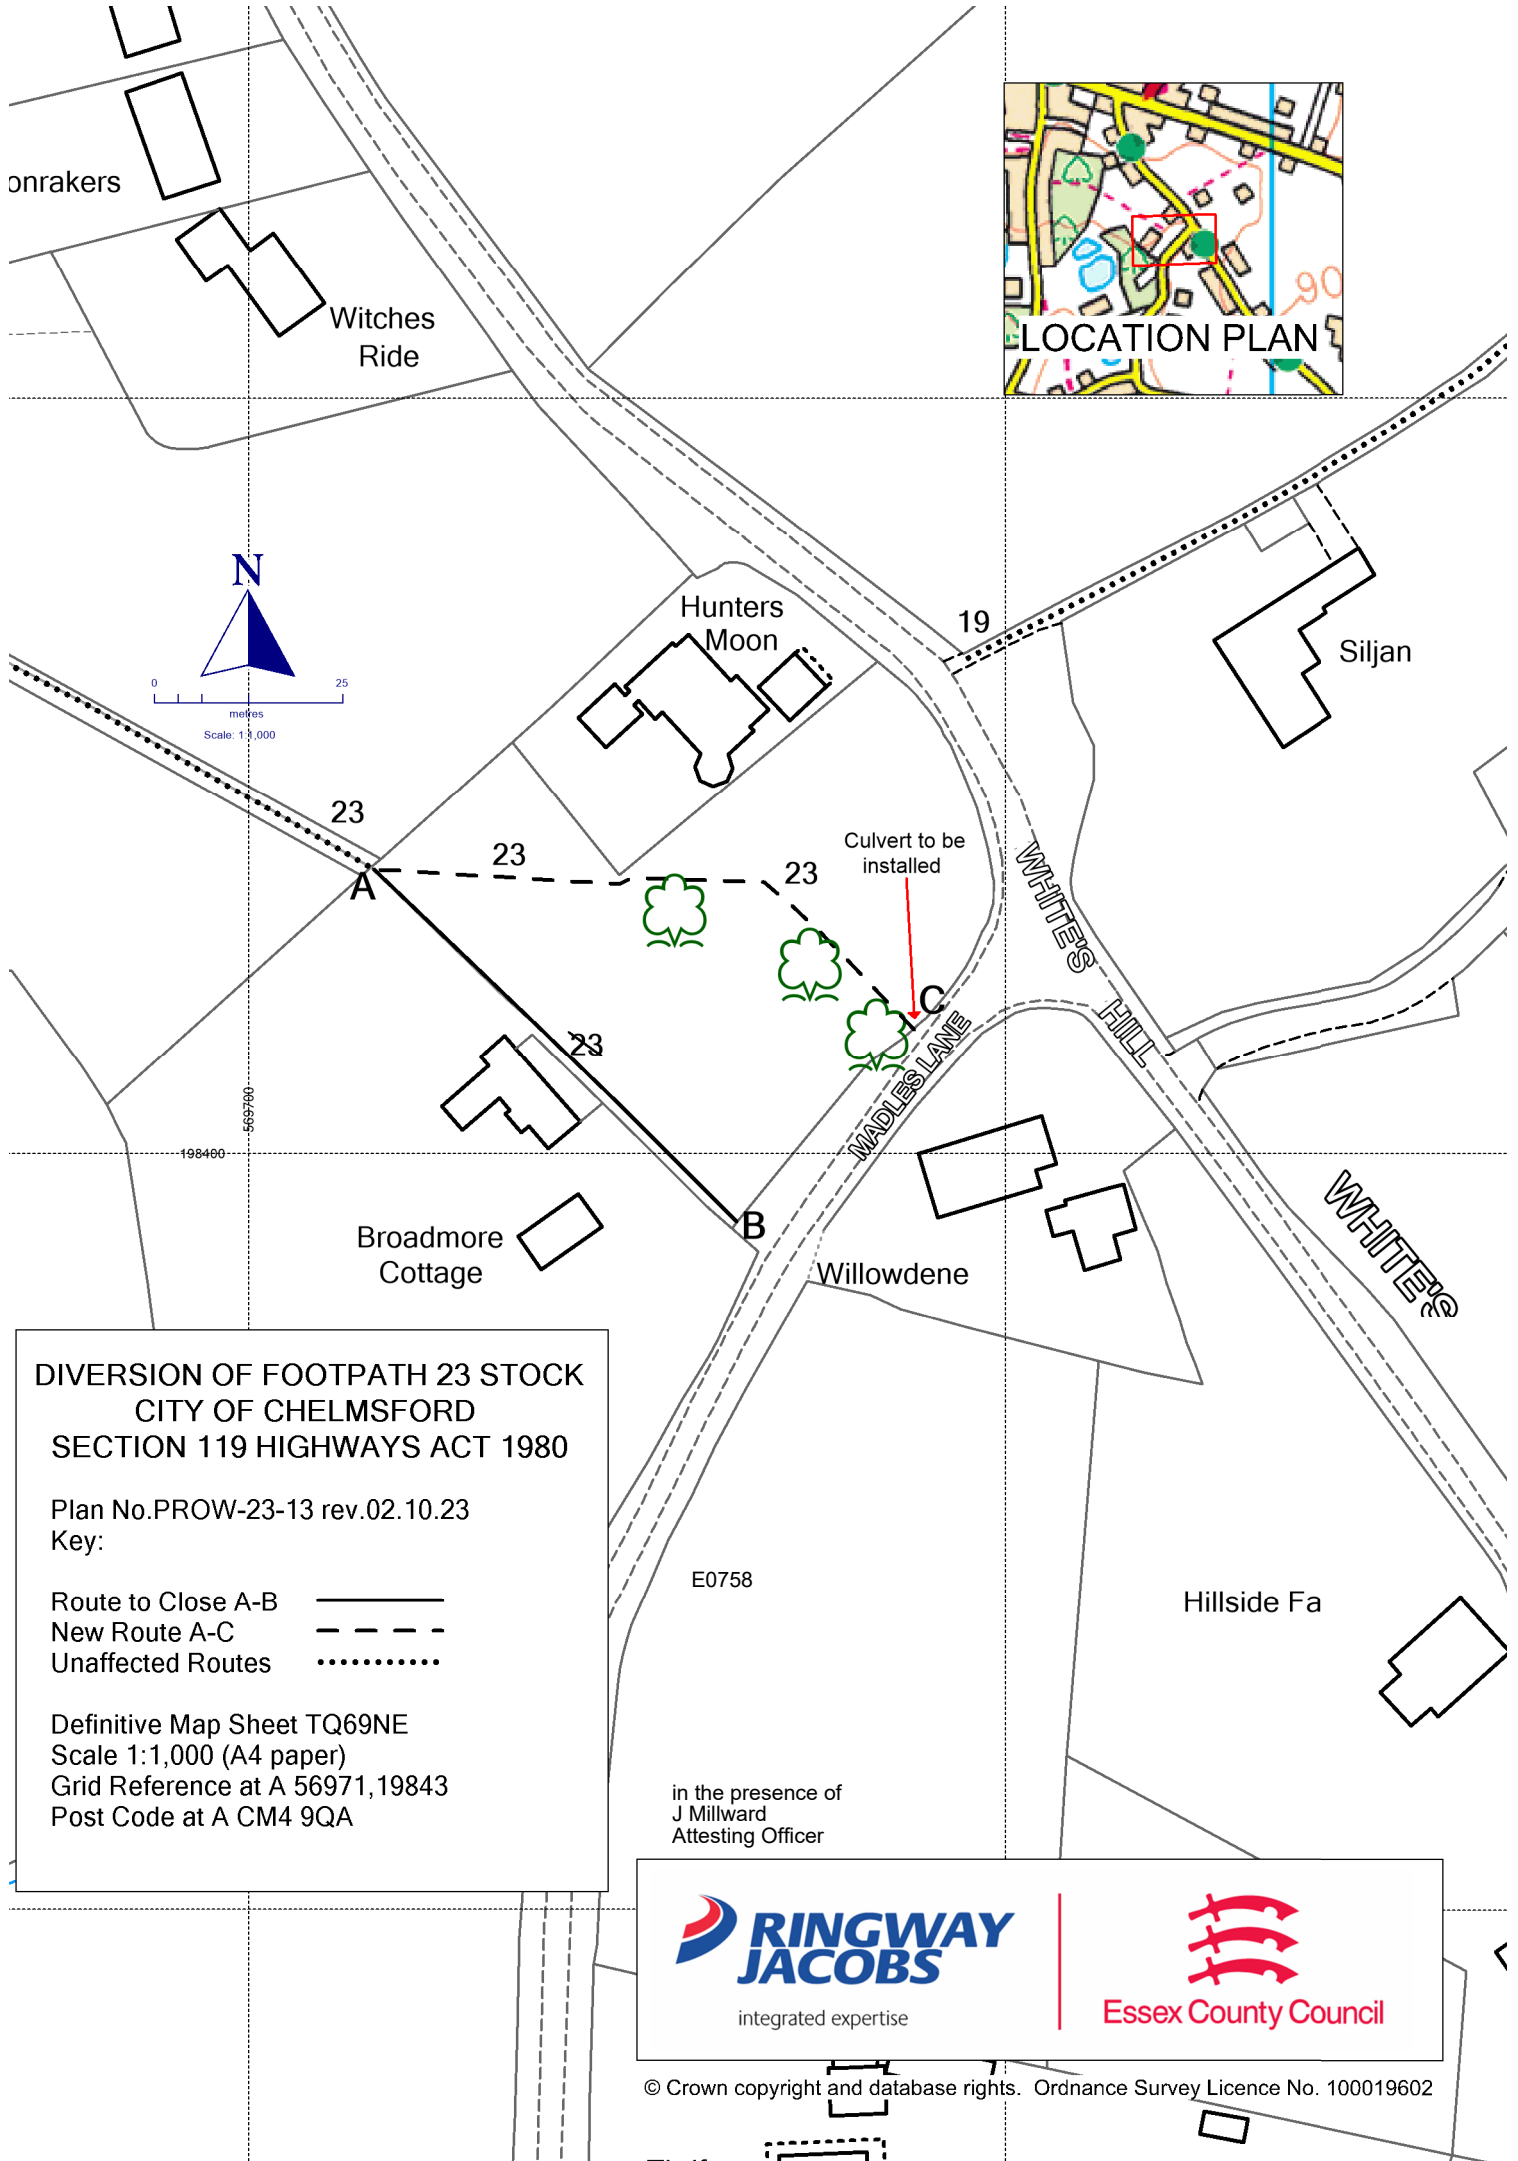 onrakers
Witches
Ride
90
LOCATION PLAN
N
0 25
metres
Scale: 1:1,000
Hunters
Moon
19
Siljan
23
A
23
23
Culvert to be
installed
C
WHITE'S
HILL
MADLES LANE
23
569700
198400
B
Broadmore
Cottage
Willowdene
WHITE'S
DIVERSION OF FOOTPATH 23 STOCK
CITY OF CHELMSFORD
SECTION 119 HIGHWAYS ACT 1980
Plan No.PROW-23-13 rev.02.10.23
Key:
Route to Close A-B
New Route A-C
Unaffected Routes
Definitive Map Sheet TQ69NE
Scale 1:1,000 (A4 paper)
Grid Reference at A 56971,19843
Post Code at A CM4 9QA
E0758
Hillside Fa
in the presence of
J Millward
Attesting Officer
RINGWAY
JACOBS
integrated expertise
Essex County Council
© Crown copyright and database rights. Ordnance Survey Licence No. 100019602